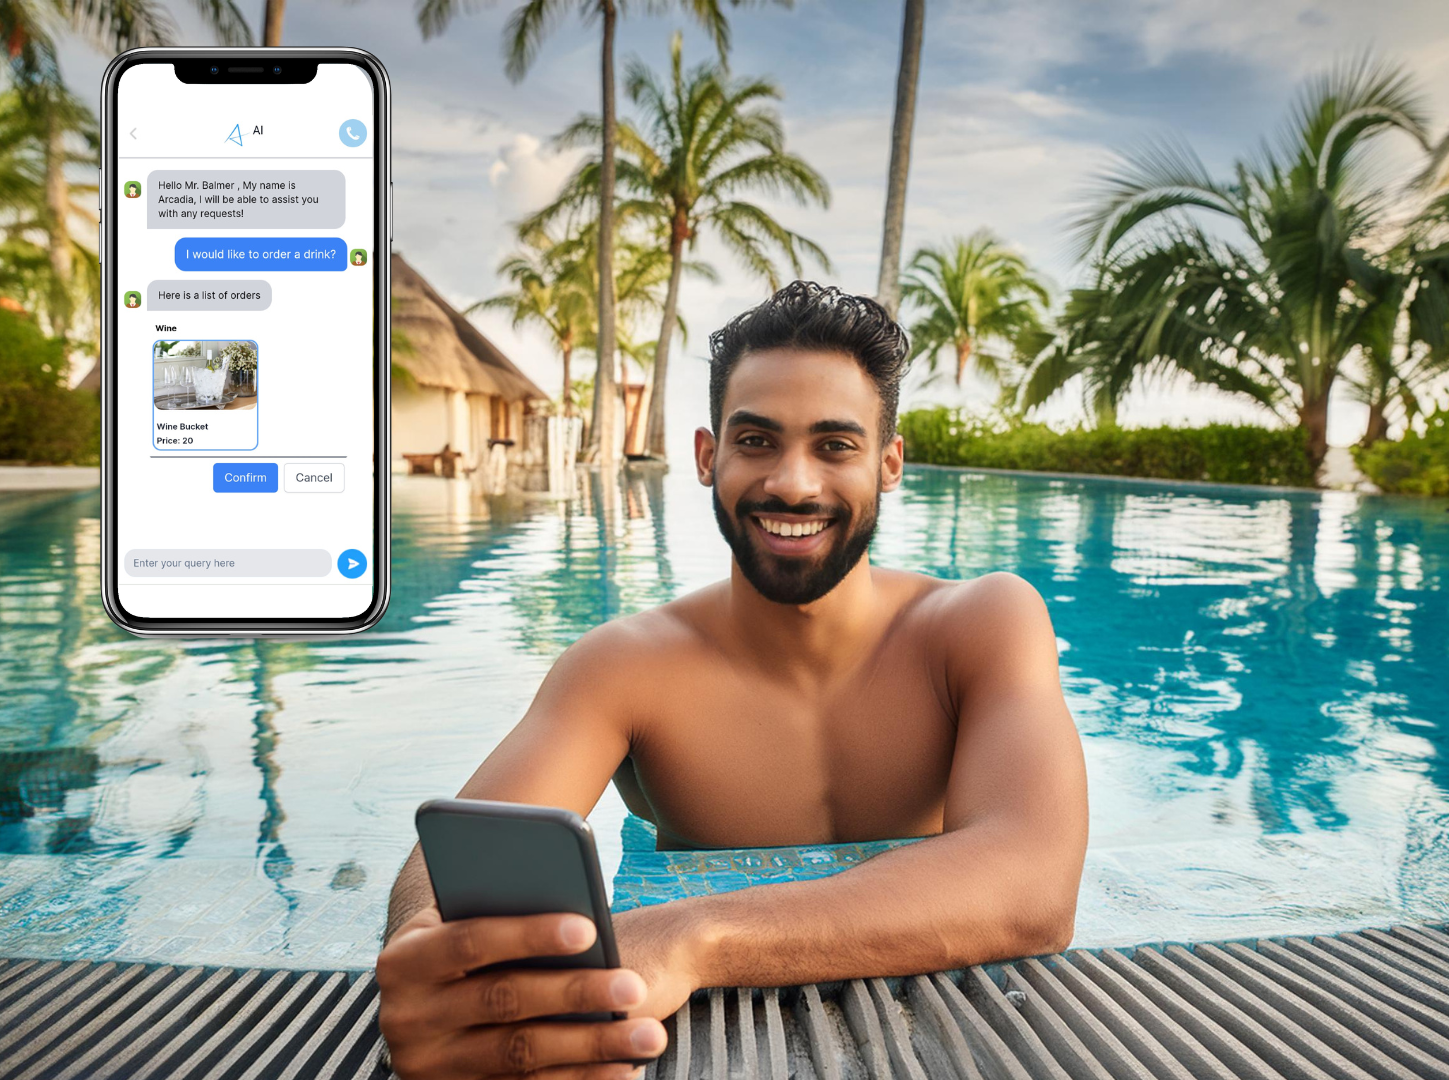 AI
Hello Mr. Balmer , My name is
Arcadia, I will be able to assist you
with any requests!
I would like to order a drink?
Here is a list of orders
Wine
Wine Bucket
Price: 20
Confirm
Cancel
Enter your query here